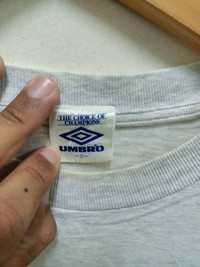 THE CHOICE OF
CHAMPIONS
UMBRO